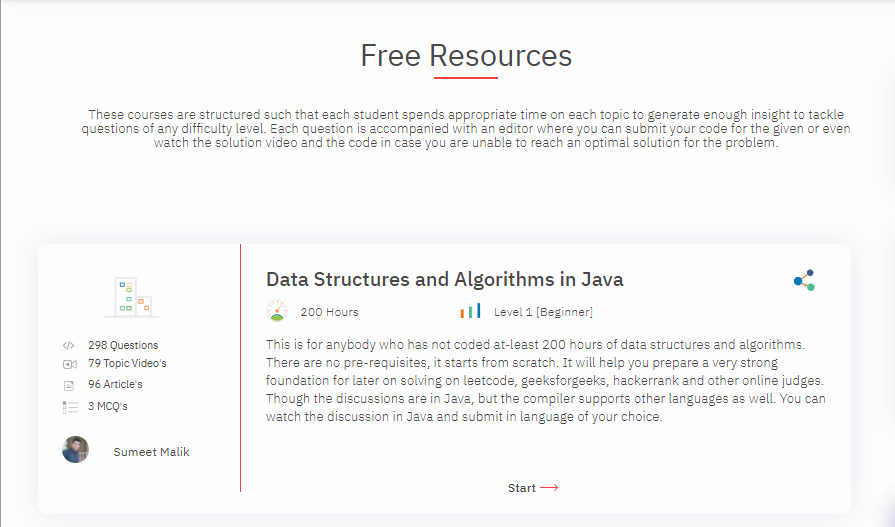 Free Resources
These courses are structured such that each student spends appropriate time on each topic to generate enough insight to tackle
questions of any difficulty level. Each question is accompanied with an editor where you can submit your code for the given or even
watch the solution video and the code in case you are unable to reach an optimal solution for the problem.
298 Questions
79 Topic Video's
96 Article's
3 MCQ's
Sumeet Malik
Data Structures and Algorithms in Java
200 Hours
Level 1 [Beginner]
This is for anybody who has not coded at-least 200 hours of data structures and algorithms.
There are no pre-requisites, it starts from scratch. It will help you prepare a very strong
foundation for later on solving on leetcode, geeksforgeeks, hackerrank and other online judges.
Though the discussions are in Java, but the compiler supports other languages as well. You can
watch the discussion in Java and submit in language of your choice.
Start